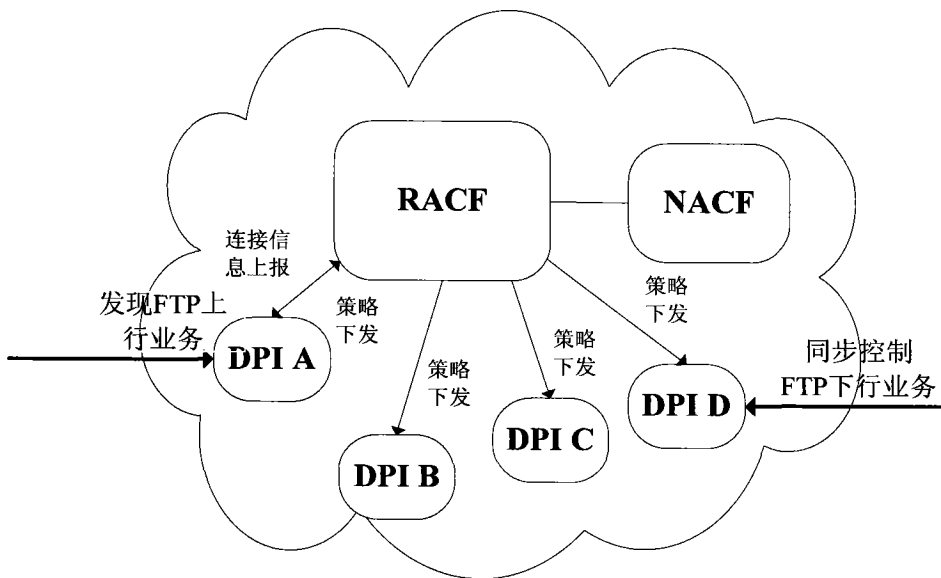 RACF
NACF
连接信
息上报
策略
下发
发现FTP上
行业务
DPI A
策略
下发
DPI B
策略
下发
DPI C
策略
下发
DPI D
同步控制
FTP下行业务